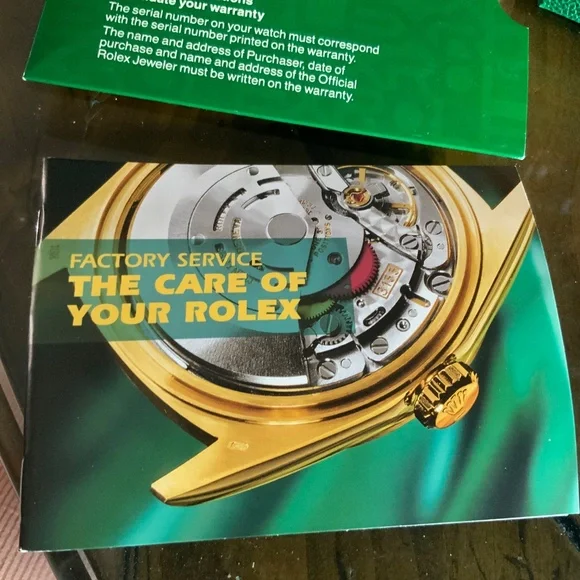 date your warranty
The serial number on your watch must correspond
with the serial number printed on the warranty.
The name and address of Purchaser, date of
purchase and name and address of the Official
Rolex Jeweler must be written on the warranty.
FACTORY SERVICE
THE CARE OF
YOUR ROLEX
3155